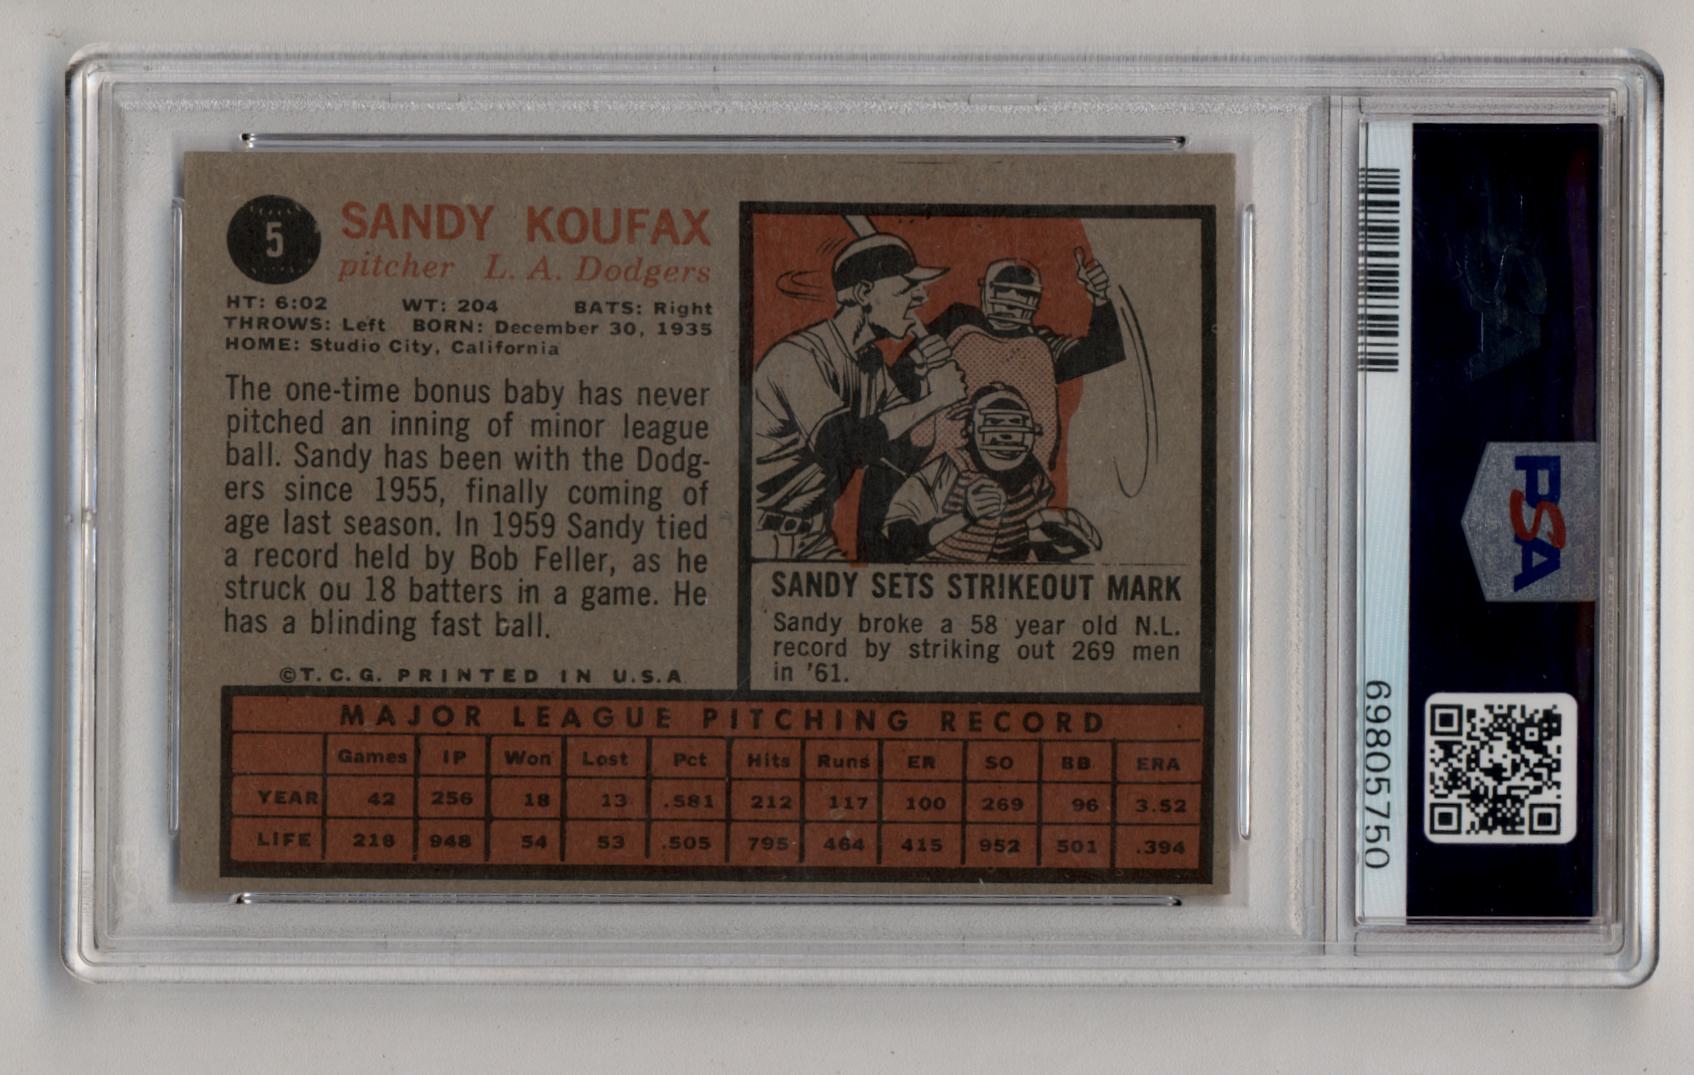 5
SANDY KOUFAX
pitcher L. A. Dodgers
HT: 6:02 WT: 204 BATS: Right
THROWS: Left BORN: December 30, 1935
HOME: Studio City, California
The one-time bonus baby has never
pitched an inning of minor league
ball. Sandy has been with the Dodg-
ers since 1955, finally coming of
age last season. In 1959 Sandy tied
a record held by Bob Feller, as he
struck ou 18 batters in a game. He
has a blinding fast ball.
©T.C.G. PRINTED IN U.S.A
SANDY SETS STRIKEOUT MARK
Sandy broke a 58 year old N.L.
record by striking out 269 men
in '61.
MAJOR LEAGUE PITCHING RECORD
Games IP Won Lost Pct Hits Runs ER SO BB ERA
YEAR 42 256 18 13 .581 212 117 100 269 96 3.52
LIFE 216 948 54 53 .505 795 464 415 952 501 .394
69805750
PSA